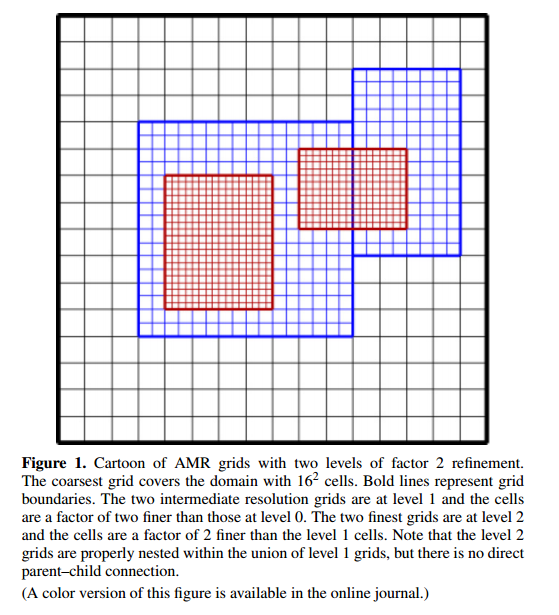 Figure 1. Cartoon of AMR grids with two levels of factor 2 refinement.
The coarsest grid covers the domain with 16² cells. Bold lines represent grid
boundaries. The two intermediate resolution grids are at level 1 and the cells
are a factor of two finer than those at level 0. The two finest grids are at level 2
and the cells are a factor of 2 finer than the level 1 cells. Note that the level 2
grids are properly nested within the union of level 1 grids, but there is no direct
parent–child connection.
(A color version of this figure is available in the online journal.)